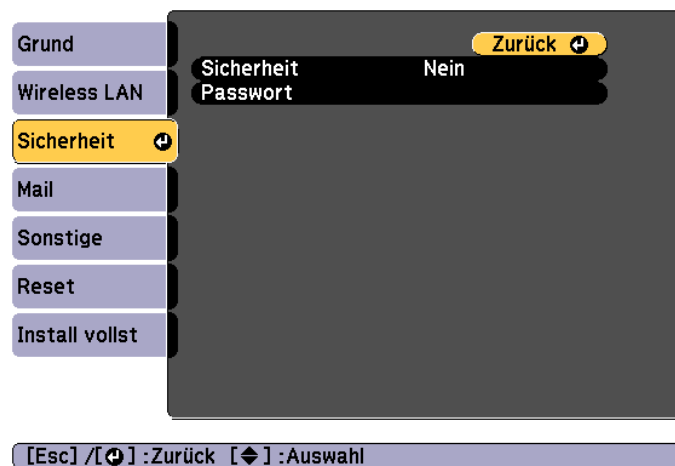 Grund
Wireless LAN
Sicherheit
Mail
Sonstige
Reset
Install vollst
Zurück
Sicherheit Nein
Passwort
[Esc] /[⏎] :Zurück [◆] :Auswahl